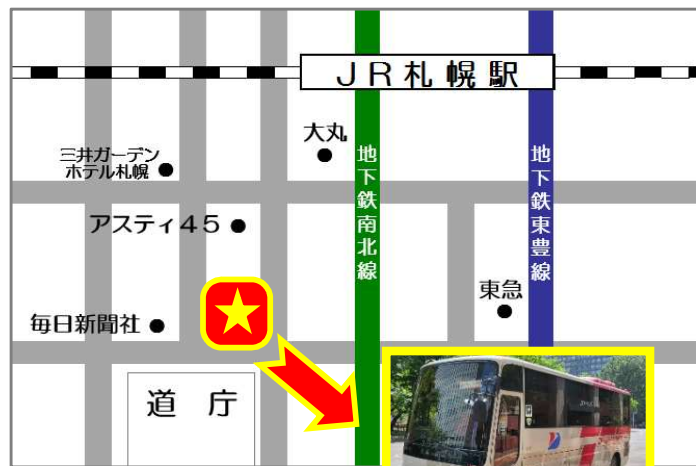 JR札幌駅
大丸
三井ガーデン
ホテル札幌
地下鉄南北線
地下鉄東豊線
アスティ45
東急
毎日新聞社
道庁